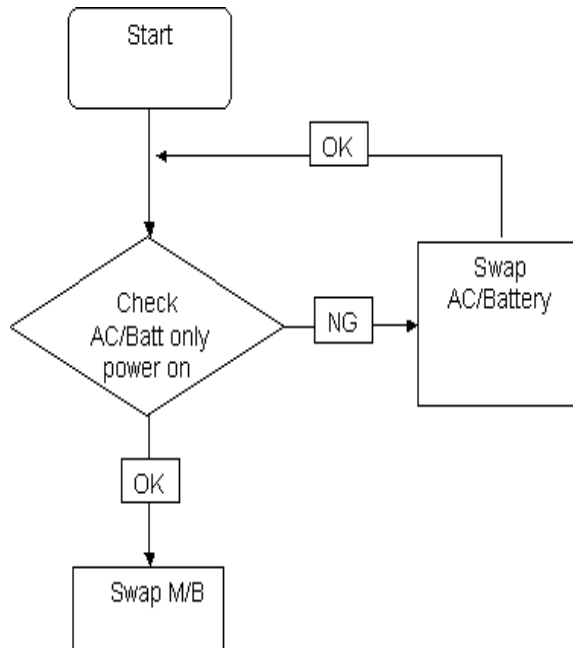 Start
OK
Swap
AC/Battery
Check
AC/Batt only
power on
NG
OK
Swap M/B